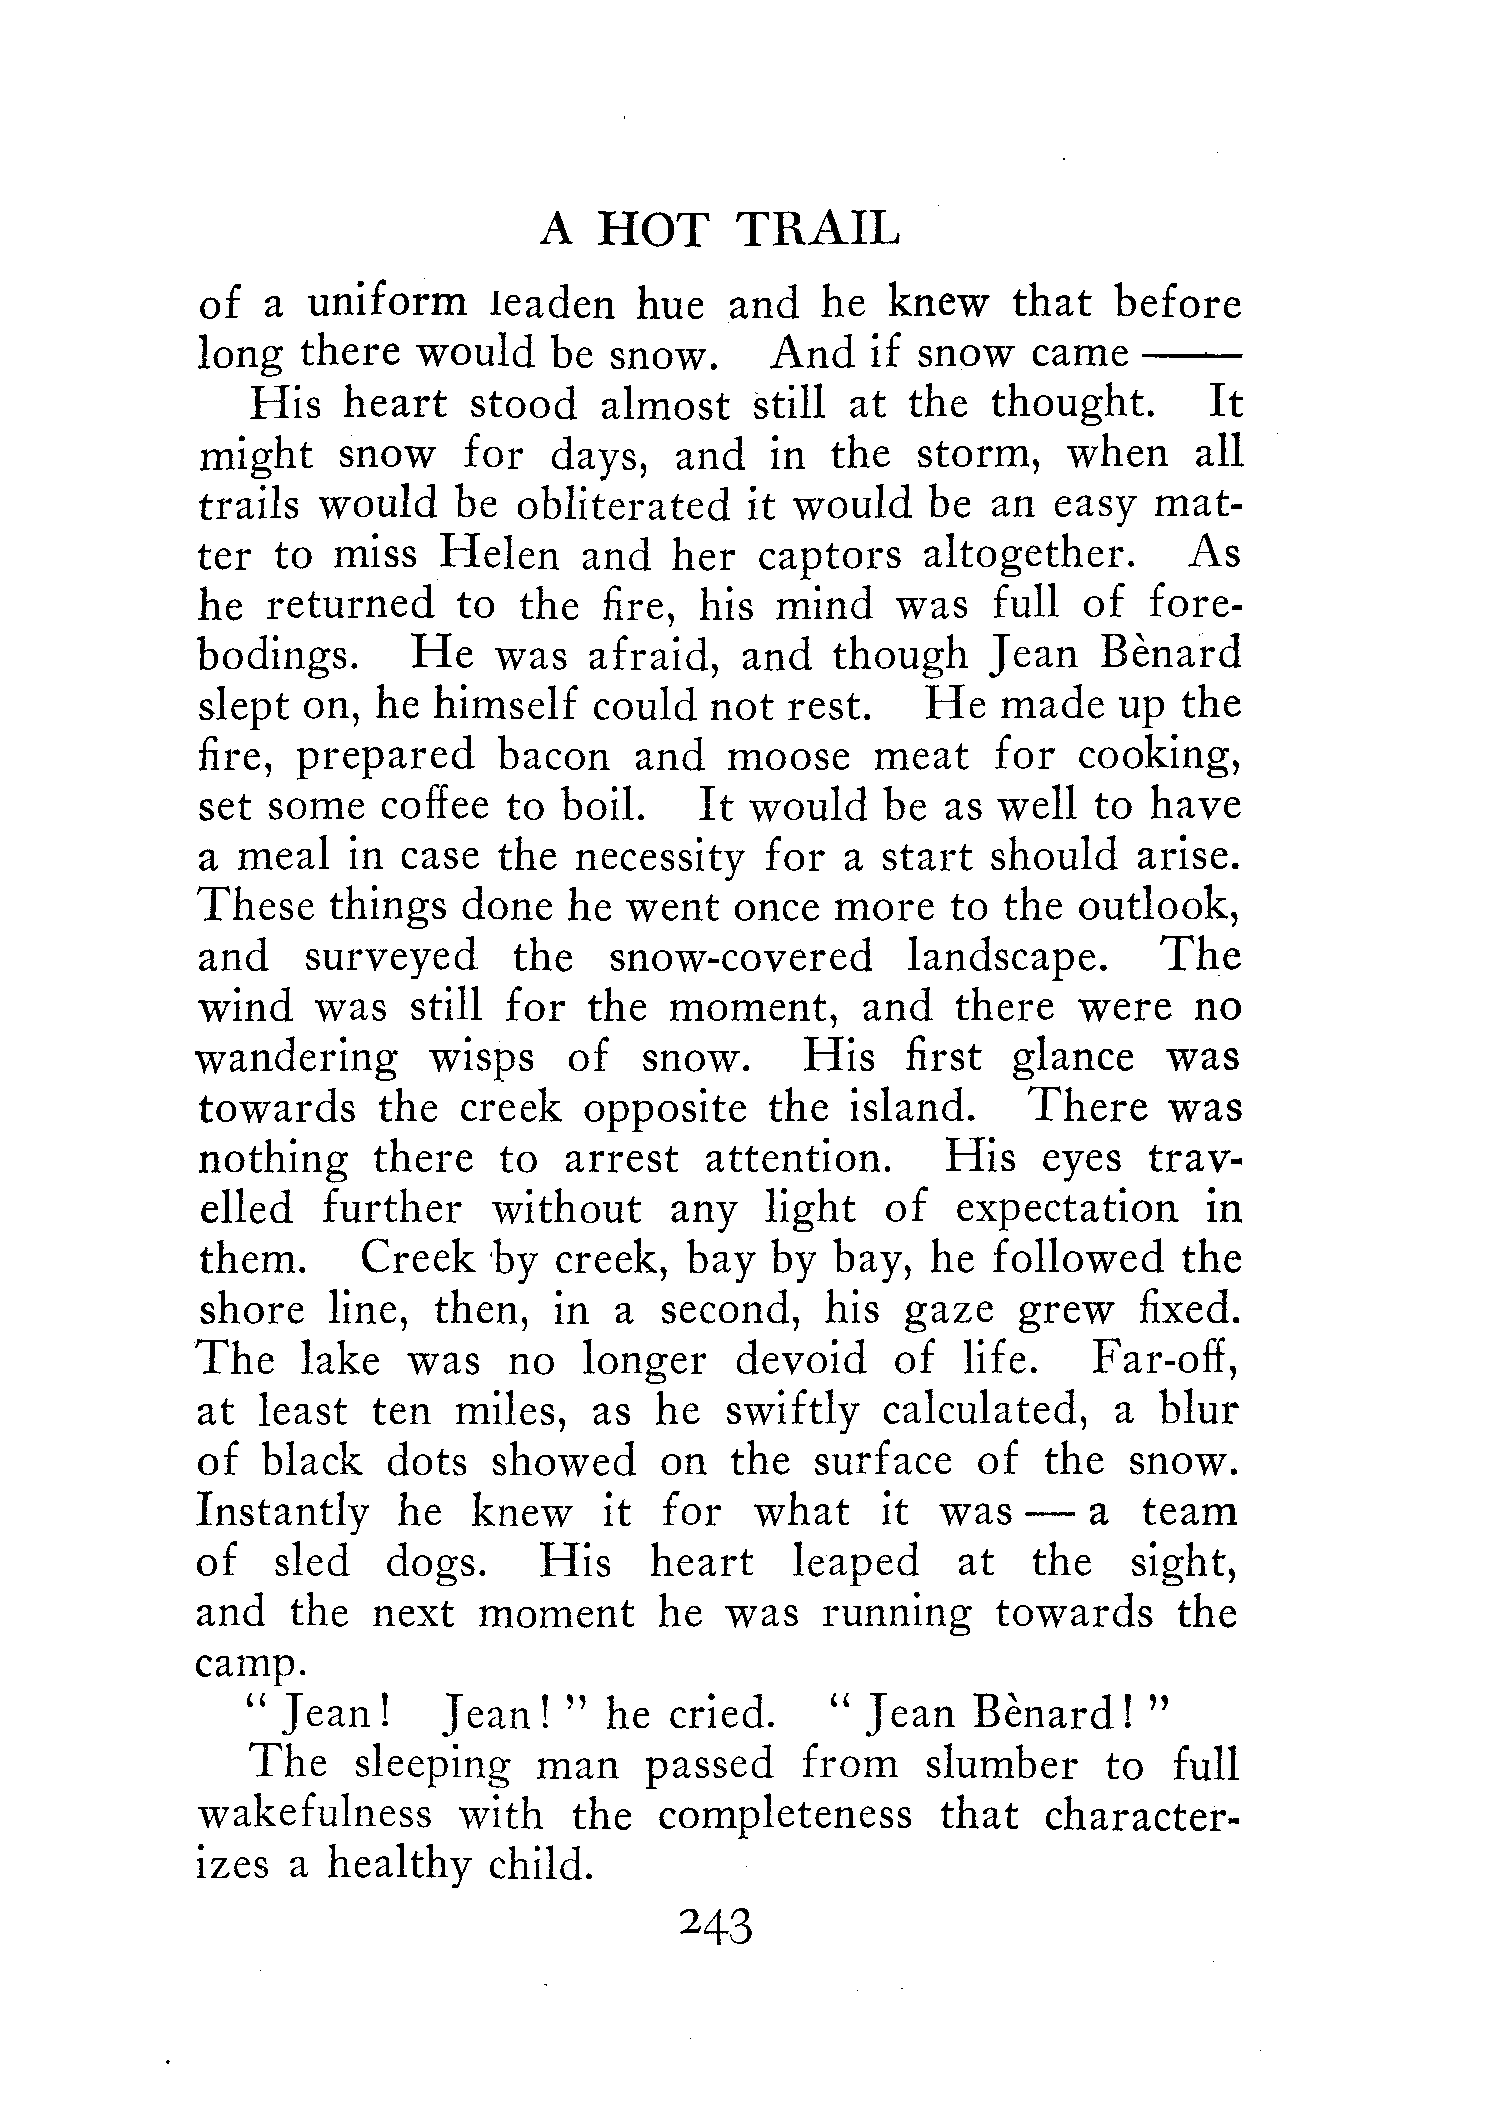 A HOT TRAIL
of a uniform leaden hue and he knew that before
long there would be snow. And if snow came ——
His heart stood almost still at the thought. It
might snow for days, and in the storm, when all
trails would be obliterated it would be an easy mat-
ter to miss Helen and her captors altogether. As
he returned to the fire, his mind was full of fore-
bodings. He was afraid, and though Jean Bènard
slept on, he himself could not rest. He made up the
fire, prepared bacon and moose meat for cooking,
set some coffee to boil. It would be as well to have
a meal in case the necessity for a start should arise.
These things done he went once more to the outlook,
and surveyed the snow-covered landscape. The
wind was still for the moment, and there were no
wandering wisps of snow. His first glance was
towards the creek opposite the island. There was
nothing there to arrest attention. His eyes trav-
elled further without any light of expectation in
them. Creek by creek, bay by bay, he followed the
shore line, then, in a second, his gaze grew fixed.
The lake was no longer devoid of life. Far-off,
at least ten miles, as he swiftly calculated, a blur
of black dots showed on the surface of the snow.
Instantly he knew it for what it was — a team
of sled dogs. His heart leaped at the sight,
and the next moment he was running towards the
camp.
" Jean! Jean! " he cried. " Jean Bènard! "
The sleeping man passed from slumber to full
wakefulness with the completeness that character-
izes a healthy child.
243